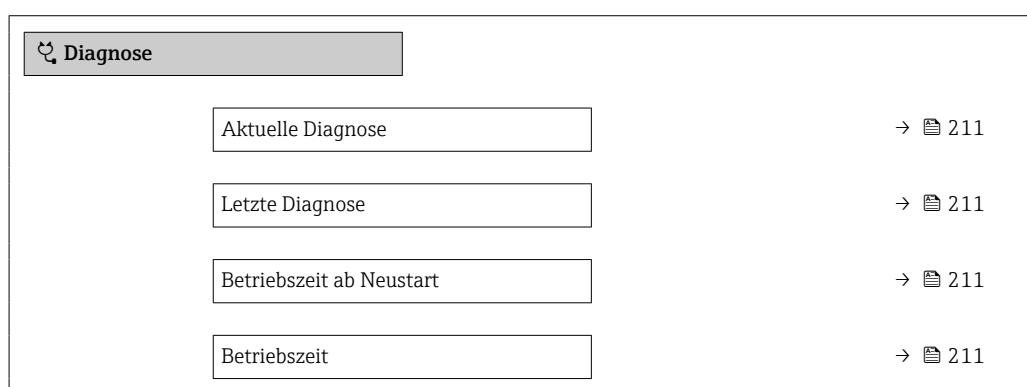 Diagnose
Aktuelle Diagnose → 211
Letzte Diagnose → 211
Betriebszeit ab Neustart → 211
Betriebszeit → 211